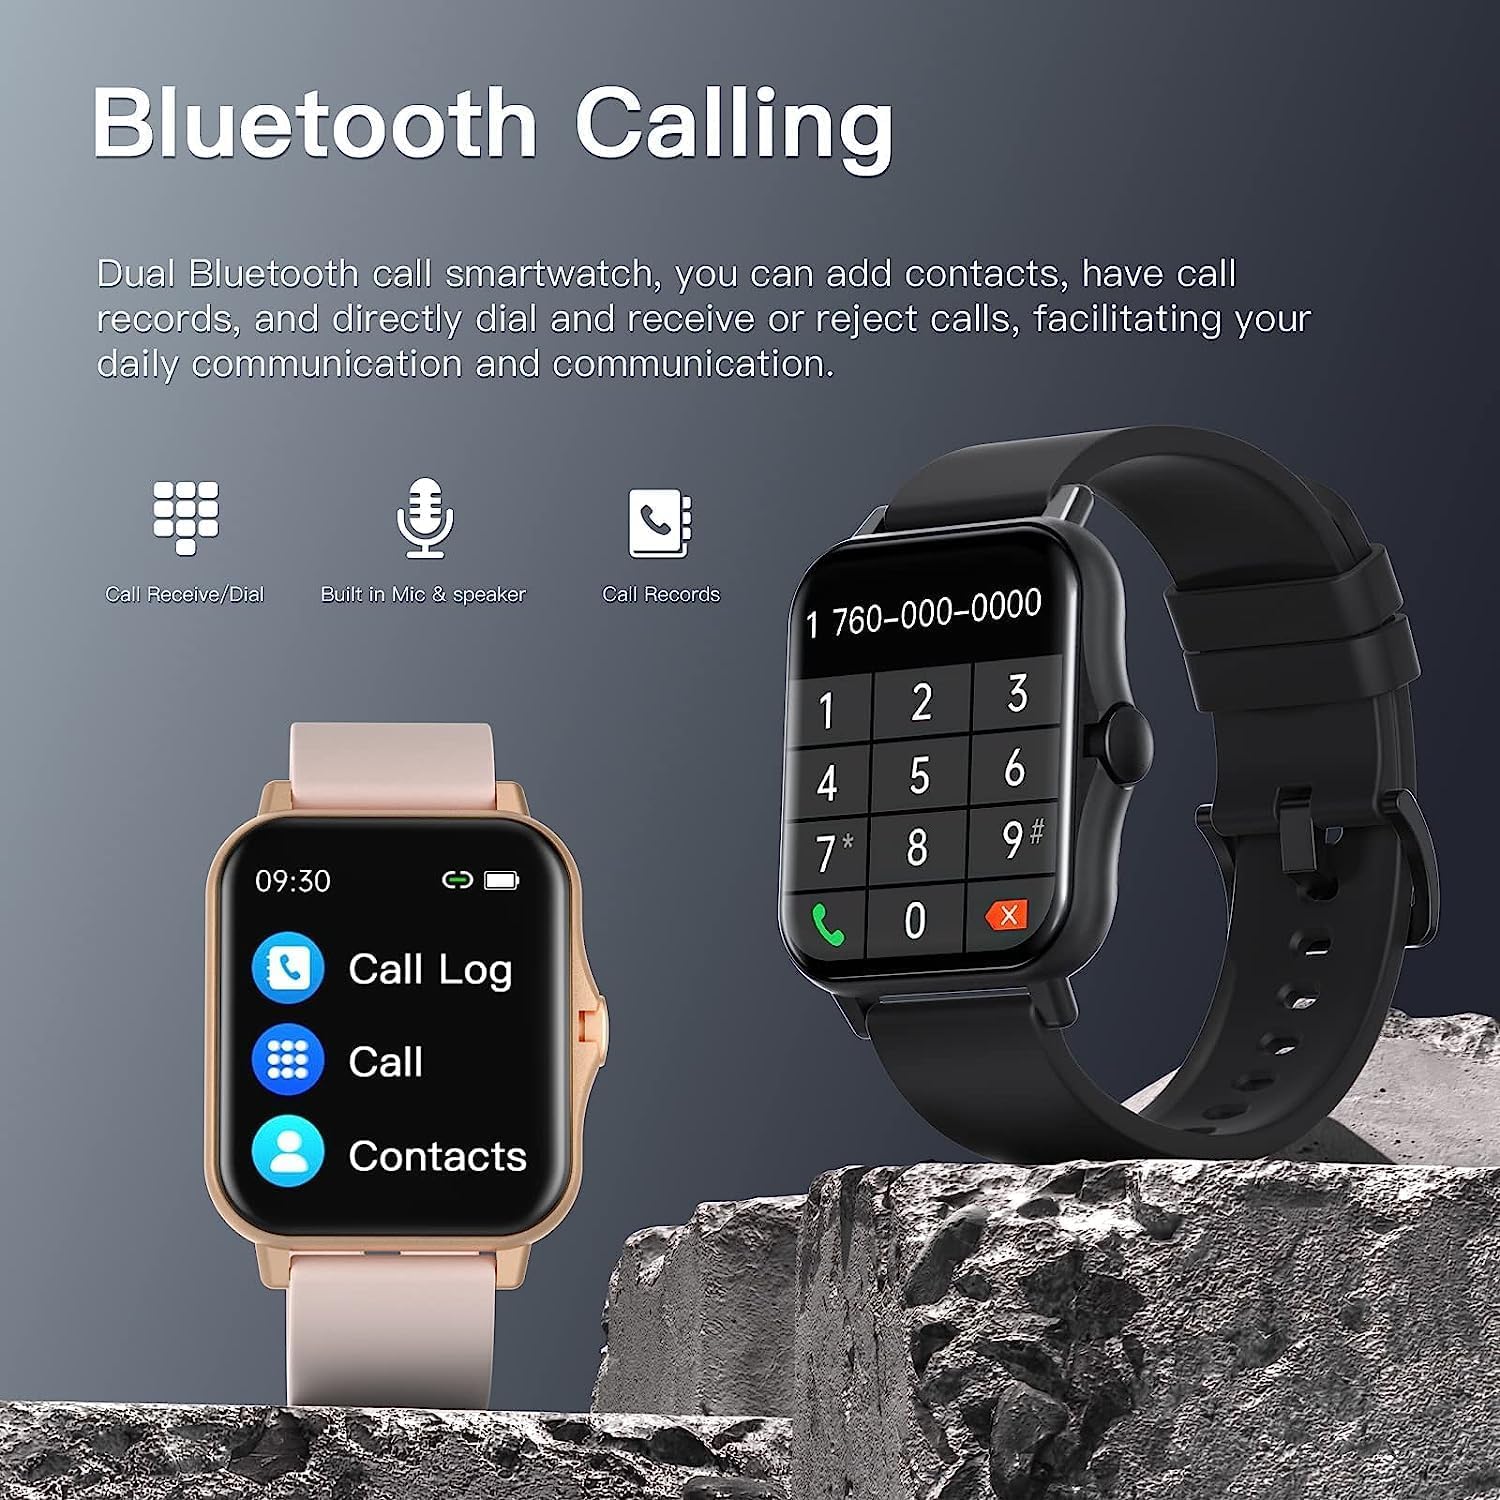 Bluetooth Calling
Dual Bluetooth call smartwatch, you can add contacts, have call
records, and directly dial and receive or reject calls, facilitating your
daily communication and communication.
Call Receive/Dial
Built in Mic & speaker
Call Records
1 760-000-0000
1 2 3
4 5 6
7* 8 9#
0 X
09:30
Call Log
Call
Contacts